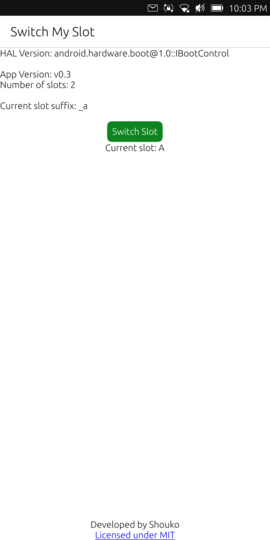 10:03 PM
Switch My Slot
HAL Version: android.hardware.boot@1.0::IBootControl
App Version: v0.3
Number of slots: 2
Current slot suffix: _a
Switch Slot
Current slot: A
Developed by Shouko
Licensed under MIT